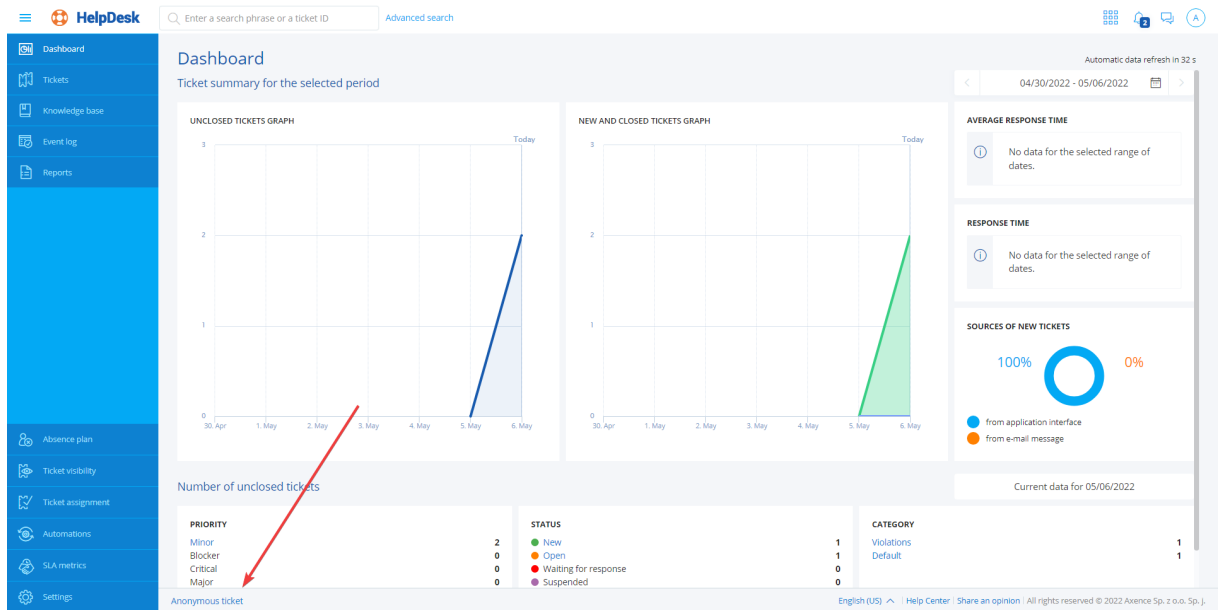 HelpDesk
Enter a search phrase or a ticket ID
Advanced search
2
A
Dashboard
Tickets
Knowledge base
Event log
Reports
Absence plan
Ticket visibility
Ticket assignment
Automations
SLA metrics
Settings
Dashboard
Automatic data refresh in 32 s
Ticket summary for the selected period
04/30/2022 - 05/06/2022
UNCLOSED TICKETS GRAPH
Today
3
2
1
0
30. Apr 1. May 2. May 3. May 4. May 5. May 6. May
NEW AND CLOSED TICKETS GRAPH
Today
3
2
1
0
30. Apr 1. May 2. May 3. May 4. May 5. May 6. May
AVERAGE RESPONSE TIME
No data for the selected range of
dates.
RESPONSE TIME
No data for the selected range of
dates.
SOURCES OF NEW TICKETS
100% 0%
from application interface
from e-mail message
Number of unclosed tickets
Current data for 05/06/2022
PRIORITY
Minor 2
Blocker 0
Critical 0
Major 0
STATUS
New 1
Open 1
Waiting for response 0
Suspended 0
CATEGORY
Violations 1
Default 1
Anonymous ticket
English (US) Help Center Share an opinion All rights reserved © 2022 Axence Sp. z o.o. Sp. j.